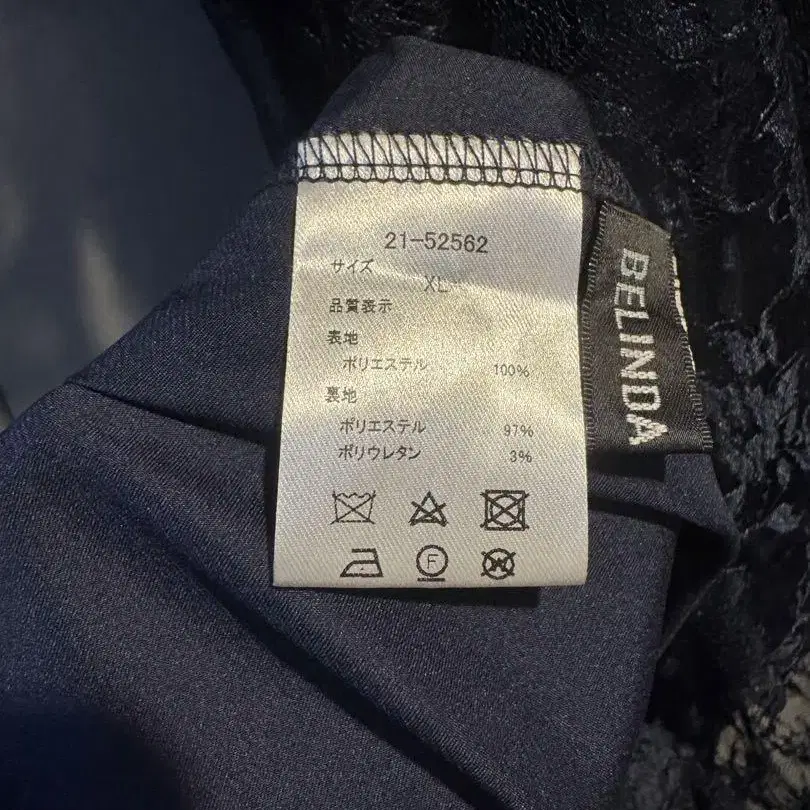 21-52562
サイズ
XL
品質表示
表地
ポリエステル 100%
裏地
ポリエステル 97%
ポリウレタン 3%
F
W
BELINDA